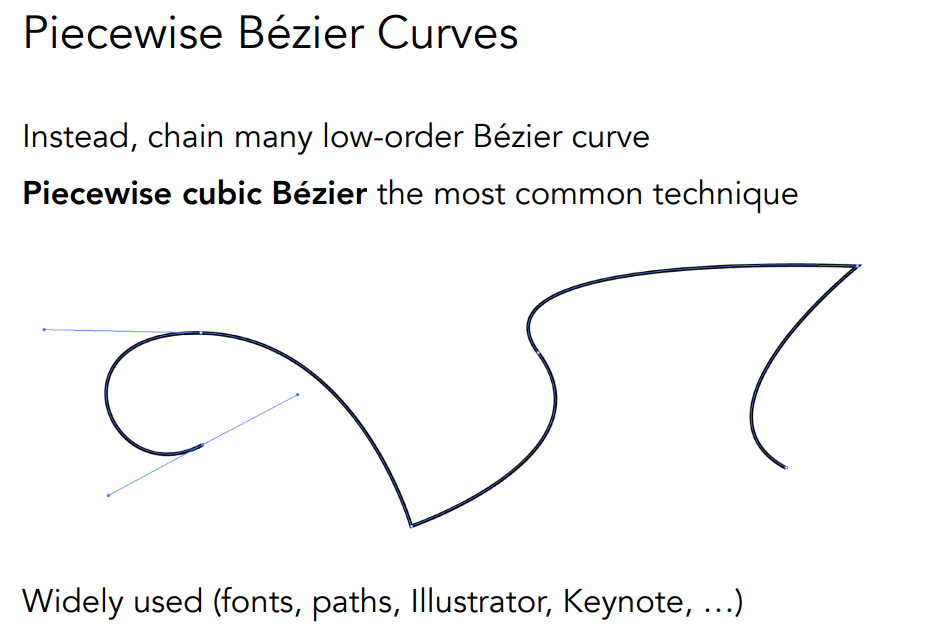 Piecewise Bézier Curves
Instead, chain many low-order Bézier curve
Piecewise cubic Bézier the most common technique
Widely used (fonts, paths, Illustrator, Keynote, …)